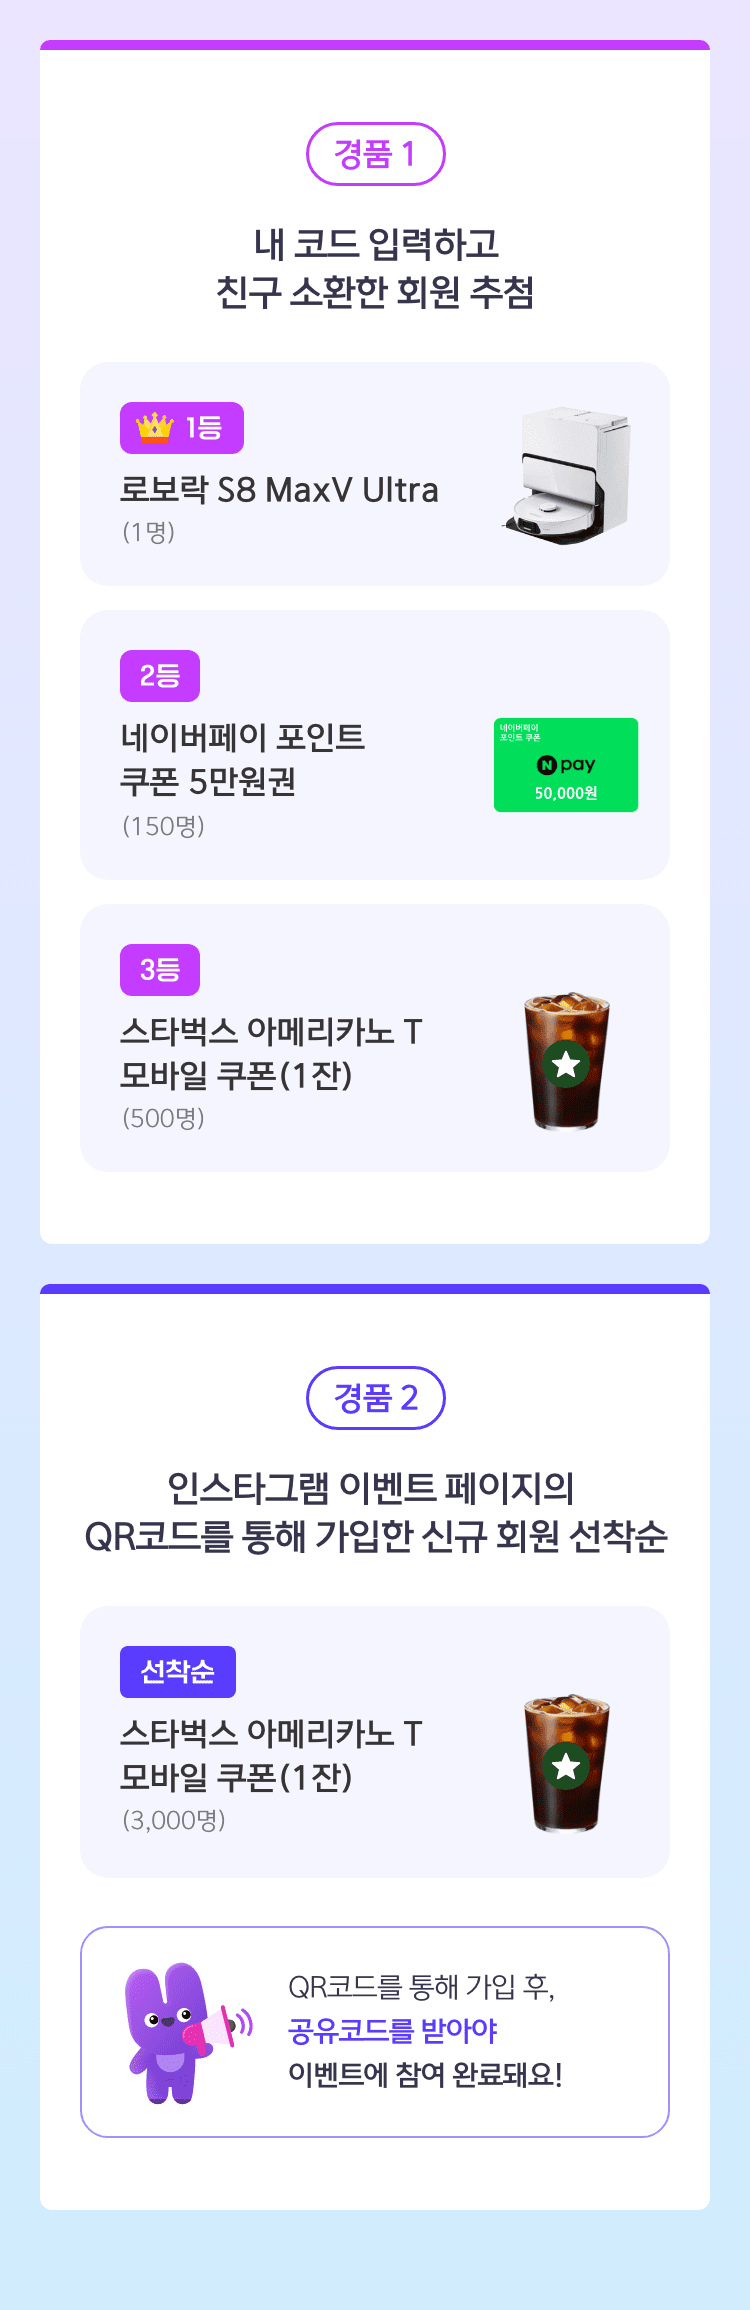 경품 1
내 코드 입력하고
친구 소환한 회원 추첨
1등
로보락 S8 MaxV Ultra
(1명)
2등
네이버페이 포인트
쿠폰 5만원권
(150명)
네이버페이
포인트 쿠폰
N pay
50,000원
3등
스타벅스 아메리카노 T
모바일 쿠폰(1잔)
(500명)
경품 2
인스타그램 이벤트 페이지의
QR코드를 통해 가입한 신규 회원 선착순
선착순
스타벅스 아메리카노 T
모바일 쿠폰(1잔)
(3,000명)
QR코드를 통해 가입 후,
공유코드를 받아야
이벤트에 참여 완료돼요!